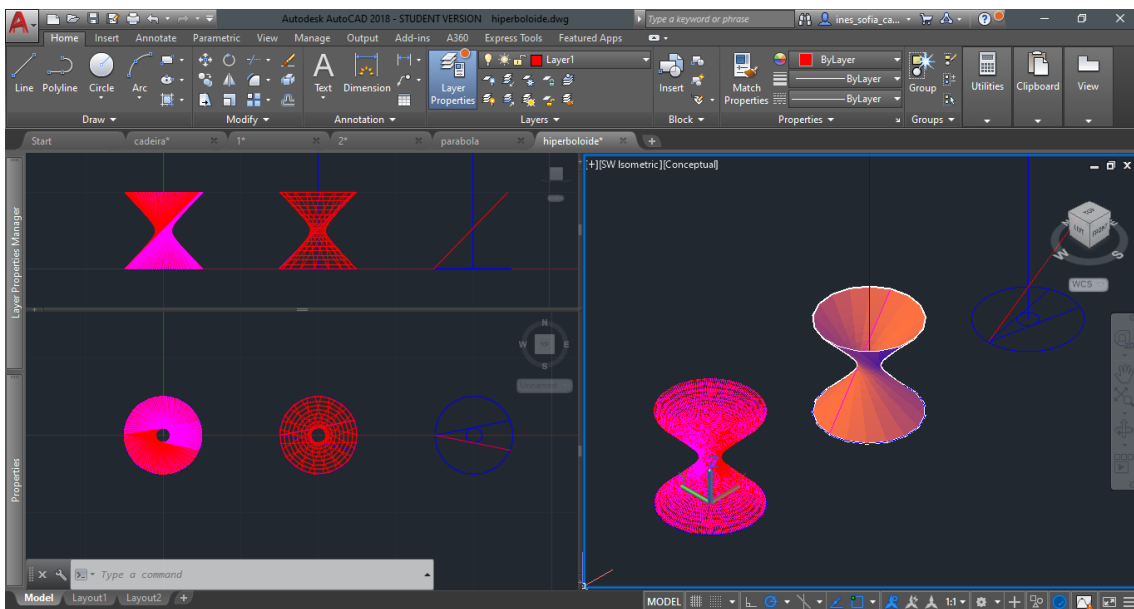 Autodesk AutoCAD 2018 - STUDENT VERSION hiperboloide.dwg
Type a keyword or phrase
ines_sofia_ca...
Home Insert Annotate Parametric View Manage Output Add-ins A360 Express Tools Featured Apps
Line Polyline Circle Arc
Draw
Modify
Text Dimension
Annotation
Layer Properties
Layer1
Layers
Insert
Block
Match Properties
ByLayer
ByLayer
ByLayer
Properties
Group
Groups
Utilities
Clipboard
View
Start cadeira* 1* 2* parabola hiperboloide*
[+][SW Isometric][Conceptual]
Layer Properties Manager
Properties
N
W E
S
Unnamed
TOP
LEFT FRONT
W S
WCS
Type a command
Model Layout1 Layout2 +
MODEL 1:1